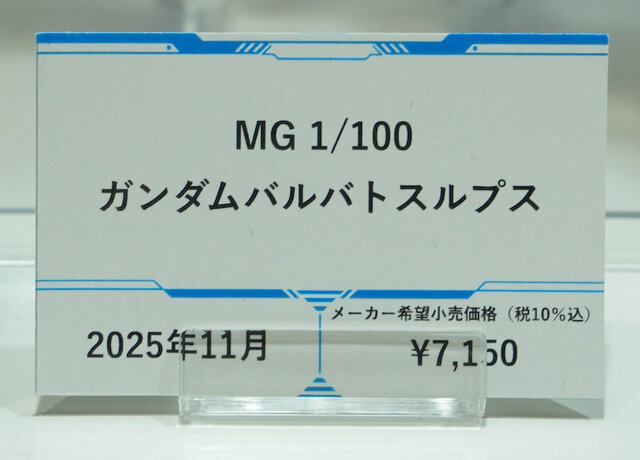 MG 1/100
ガンダムバルバトスルプス
メーカー希望小売価格（税10%込）
2025年11月
¥7,150